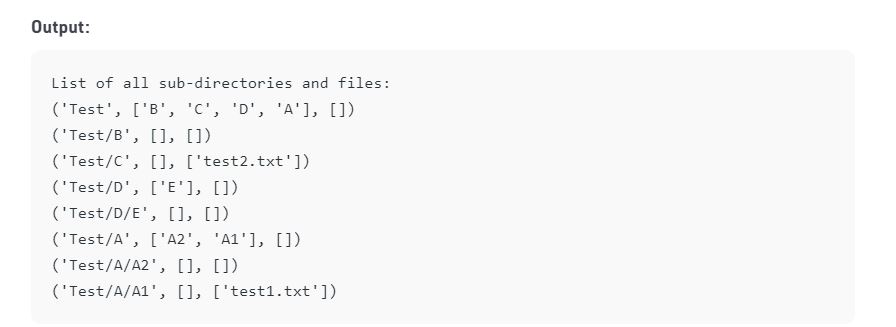 Output:
List of all sub-directories and files:
('Test', ['B', 'C', 'D', 'A'], [])
('Test/B', [], [])
('Test/C', [], ['test2.txt'])
('Test/D', ['E'], [])
('Test/D/E', [], [])
('Test/A', ['A2', 'A1'], [])
('Test/A/A2', [], [])
('Test/A/A1', [], ['test1.txt'])